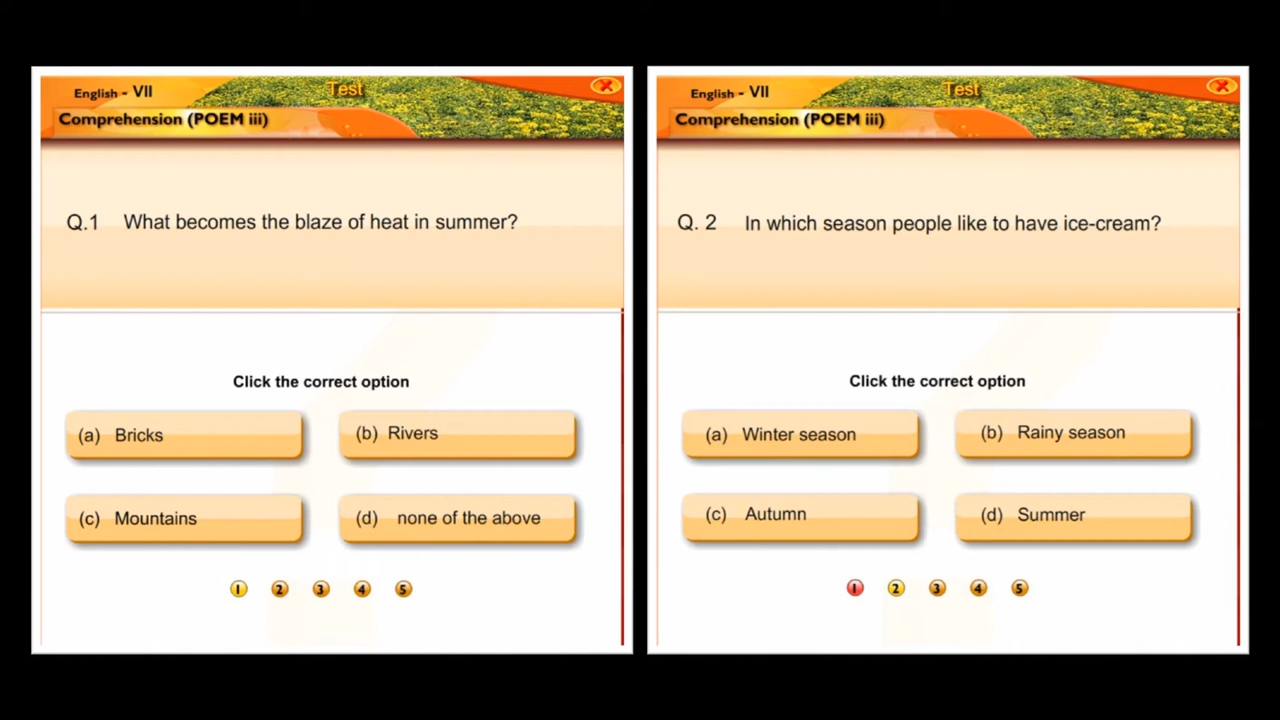 English - VII
Test
Comprehension (POEM iii)
Q.1 What becomes the blaze of heat in summer?
Click the correct option
(a) Bricks
(b) Rivers
(c) Mountains
(d) none of the above
1 2 3 4 5
English - VII
Test
Comprehension (POEM iii)
Q. 2 In which season people like to have ice-cream?
Click the correct option
(a) Winter season
(b) Rainy season
(c) Autumn
(d) Summer
1 2 3 4 5